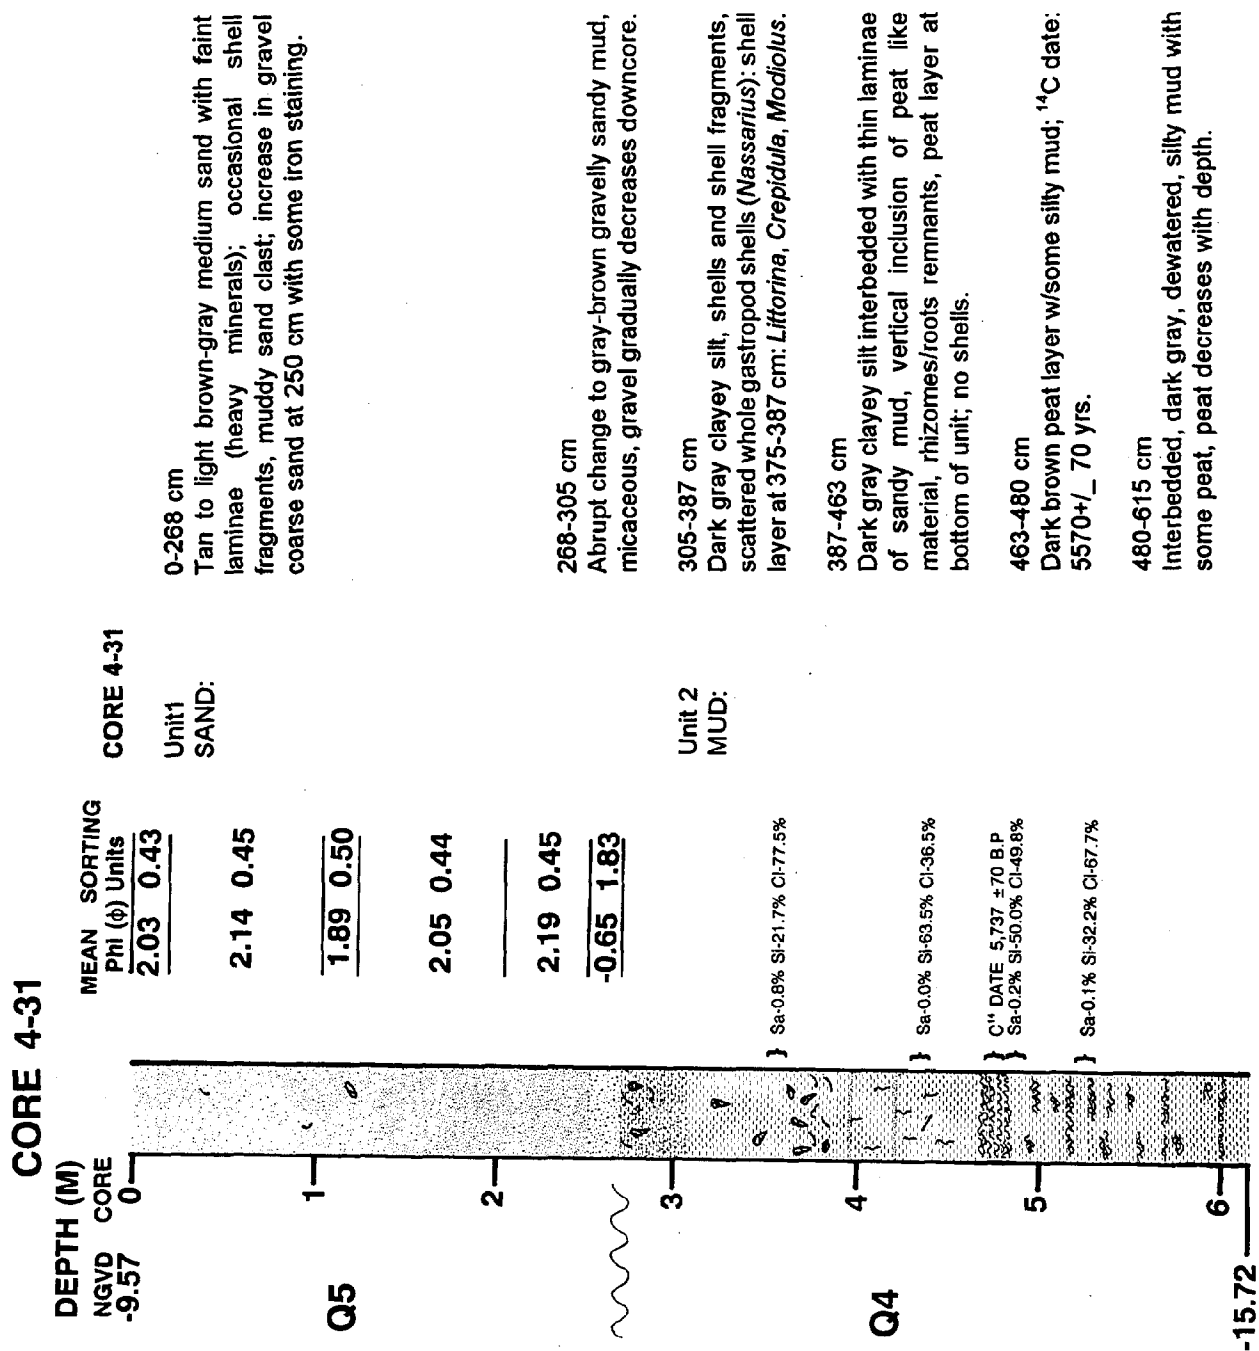 CORE 4-31
DEPTH (M)
NGVD CORE
-9.57
0
1
2
3
4
5
6
-15.72
Q5
Q4
MEAN SORTING
Phi (ϕ) Units
2.03 0.43
2.14 0.45
1.89 0.50
2.05 0.44
2.19 0.45
-0.65 1.83
} Sa-0.8% Si-21.7% Cl-77.5%
} Sa-0.0% Si-63.5% Cl-36.5%
} C¹⁴ DATE 5,737 ±70 B.P
} Sa-0.2% Si-50.0% Cl-49.8%
} Sa-0.1% Si-32.2% Cl-67.7%
CORE 4-31
Unit1
SAND:
0-268 cm
Tan to light brown-gray medium sand with faint
laminae (heavy minerals); occasional shell
fragments, muddy sand clast; increase in gravel
coarse sand at 250 cm with some iron staining.
268-305 cm
Abrupt change to gray-brown gravelly sandy mud,
micaceous, gravel gradually decreases downcore.
Unit 2
MUD:
305-387 cm
Dark gray clayey silt, shells and shell fragments,
scattered whole gastropod shells (Nassarius): shell
layer at 375-387 cm: Littorina, Crepidula, Modiolus.
387-463 cm
Dark gray clayey silt interbedded with thin laminae
of sandy mud, vertical inclusion of peat like
material, rhizomes/roots remnants, peat layer at
bottom of unit; no shells.
463-480 cm
Dark brown peat layer w/some silty mud; ¹⁴C date:
5570+/_ 70 yrs.
480-615 cm
Interbedded, dark gray, dewatered, silty mud with
some peat, peat decreases with depth.